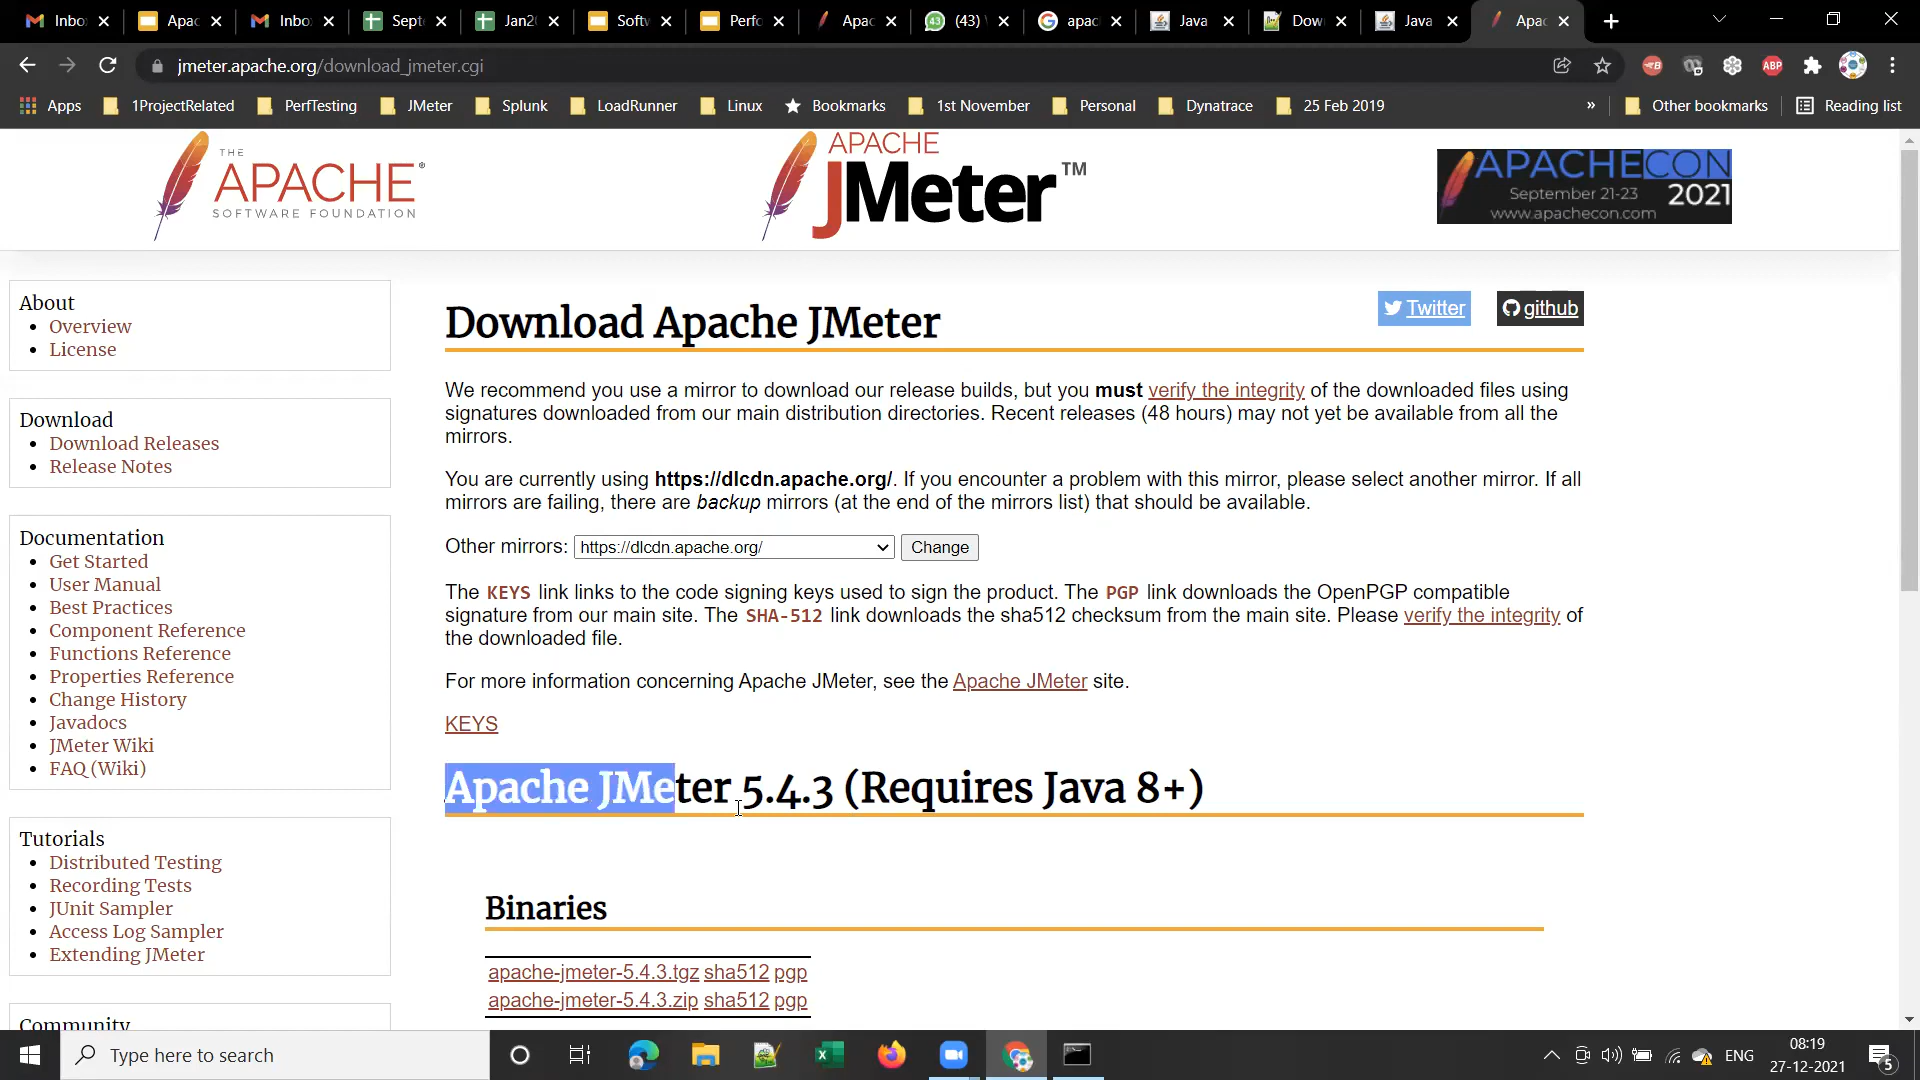 Inbo
Apac
Inbo
Sept
Jan2
Soft
Perfo
Apac
(43)
apac
Java
Dow
Java
Apac
jmeter.apache.org/download_jmeter.cgi
ABP
Apps
1ProjectRelated
PerfTesting
JMeter
Splunk
LoadRunner
Linux
Bookmarks
1st November
Personal
Dynatrace
25 Feb 2019
»
Other bookmarks
Reading list
THE
APACHE®
SOFTWARE FOUNDATION
APACHE
JMeter™
APACHECON
September 21-23
2021
www.apachecon.com
About
Overview
License
Download
Download Releases
Release Notes
Documentation
Get Started
User Manual
Best Practices
Component Reference
Functions Reference
Properties Reference
Change History
Javadocs
JMeter Wiki
FAQ (Wiki)
Tutorials
Distributed Testing
Recording Tests
JUnit Sampler
Access Log Sampler
Extending JMeter
Community
Twitter
github
Download Apache JMeter
We recommend you use a mirror to download our release builds, but you must verify the integrity of the downloaded files using
signatures downloaded from our main distribution directories. Recent releases (48 hours) may not yet be available from all the
mirrors.
You are currently using https://dlcdn.apache.org/. If you encounter a problem with this mirror, please select another mirror. If all
mirrors are failing, there are backup mirrors (at the end of the mirrors list) that should be available.
Other mirrors: https://dlcdn.apache.org/ Change
The KEYS link links to the code signing keys used to sign the product. The PGP link downloads the OpenPGP compatible
signature from our main site. The SHA-512 link downloads the sha512 checksum from the main site. Please verify the integrity of
the downloaded file.
For more information concerning Apache JMeter, see the Apache JMeter site.
KEYS
Apache JMeter 5.4.3 (Requires Java 8+)
Binaries
apache-jmeter-5.4.3.tgz sha512 pgp
apache-jmeter-5.4.3.zip sha512 pgp
Type here to search
ENG
08:19
27-12-2021
5